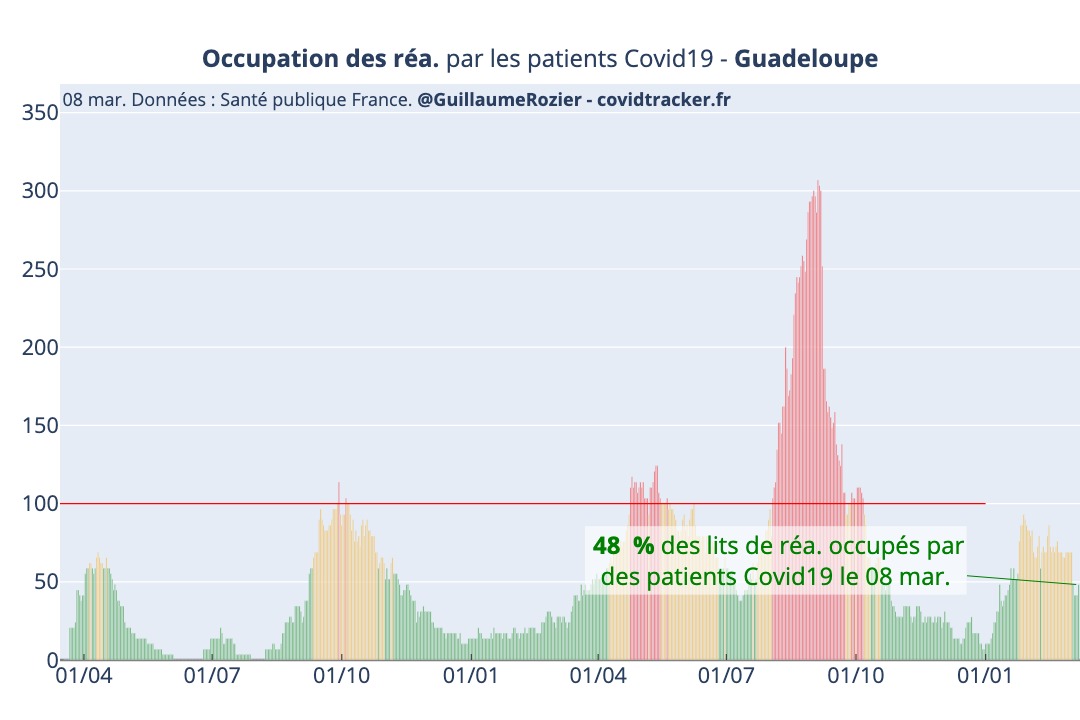 Occupation des réa. par les patients Covid19 - Guadeloupe
08 mar. Données : Santé publique France. @GuillaumeRozier - covidtracker.fr
350
300
250
200
150
100
50
0
48 % des lits de réa. occupés par
des patients Covid19 le 08 mar.
01/04 01/07 01/10 01/01 01/04 01/07 01/10 01/01